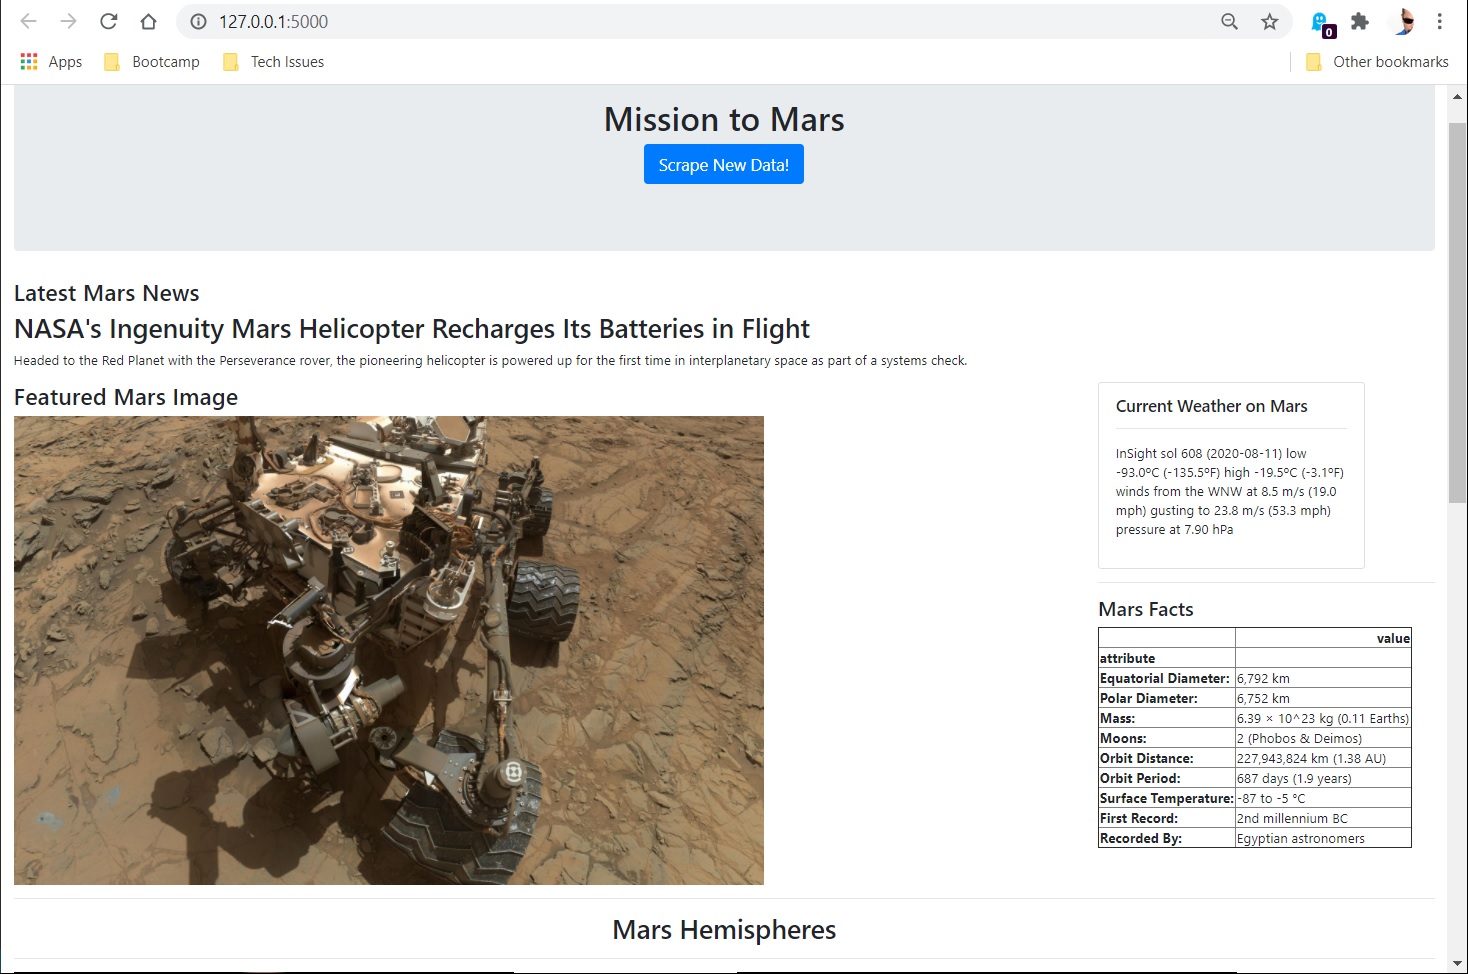 127.0.0.1:5000
0
Apps Bootcamp Tech Issues Other bookmarks
Mission to Mars
Scrape New Data!
Latest Mars News
NASA's Ingenuity Mars Helicopter Recharges Its Batteries in Flight
Headed to the Red Planet with the Perseverance rover, the pioneering helicopter is powered up for the first time in interplanetary space as part of a systems check.
Featured Mars Image
Current Weather on Mars
InSight sol 608 (2020-08-11) low
-93.0ºC (-135.5ºF) high -19.5ºC (-3.1ºF)
winds from the WNW at 8.5 m/s (19.0
mph) gusting to 23.8 m/s (53.3 mph)
pressure at 7.90 hPa
Mars Facts
value
attribute
Equatorial Diameter: 6,792 km
Polar Diameter: 6,752 km
Mass: 6.39 × 10^23 kg (0.11 Earths)
Moons: 2 (Phobos & Deimos)
Orbit Distance: 227,943,824 km (1.38 AU)
Orbit Period: 687 days (1.9 years)
Surface Temperature: -87 to -5 °C
First Record: 2nd millennium BC
Recorded By: Egyptian astronomers
Mars Hemispheres